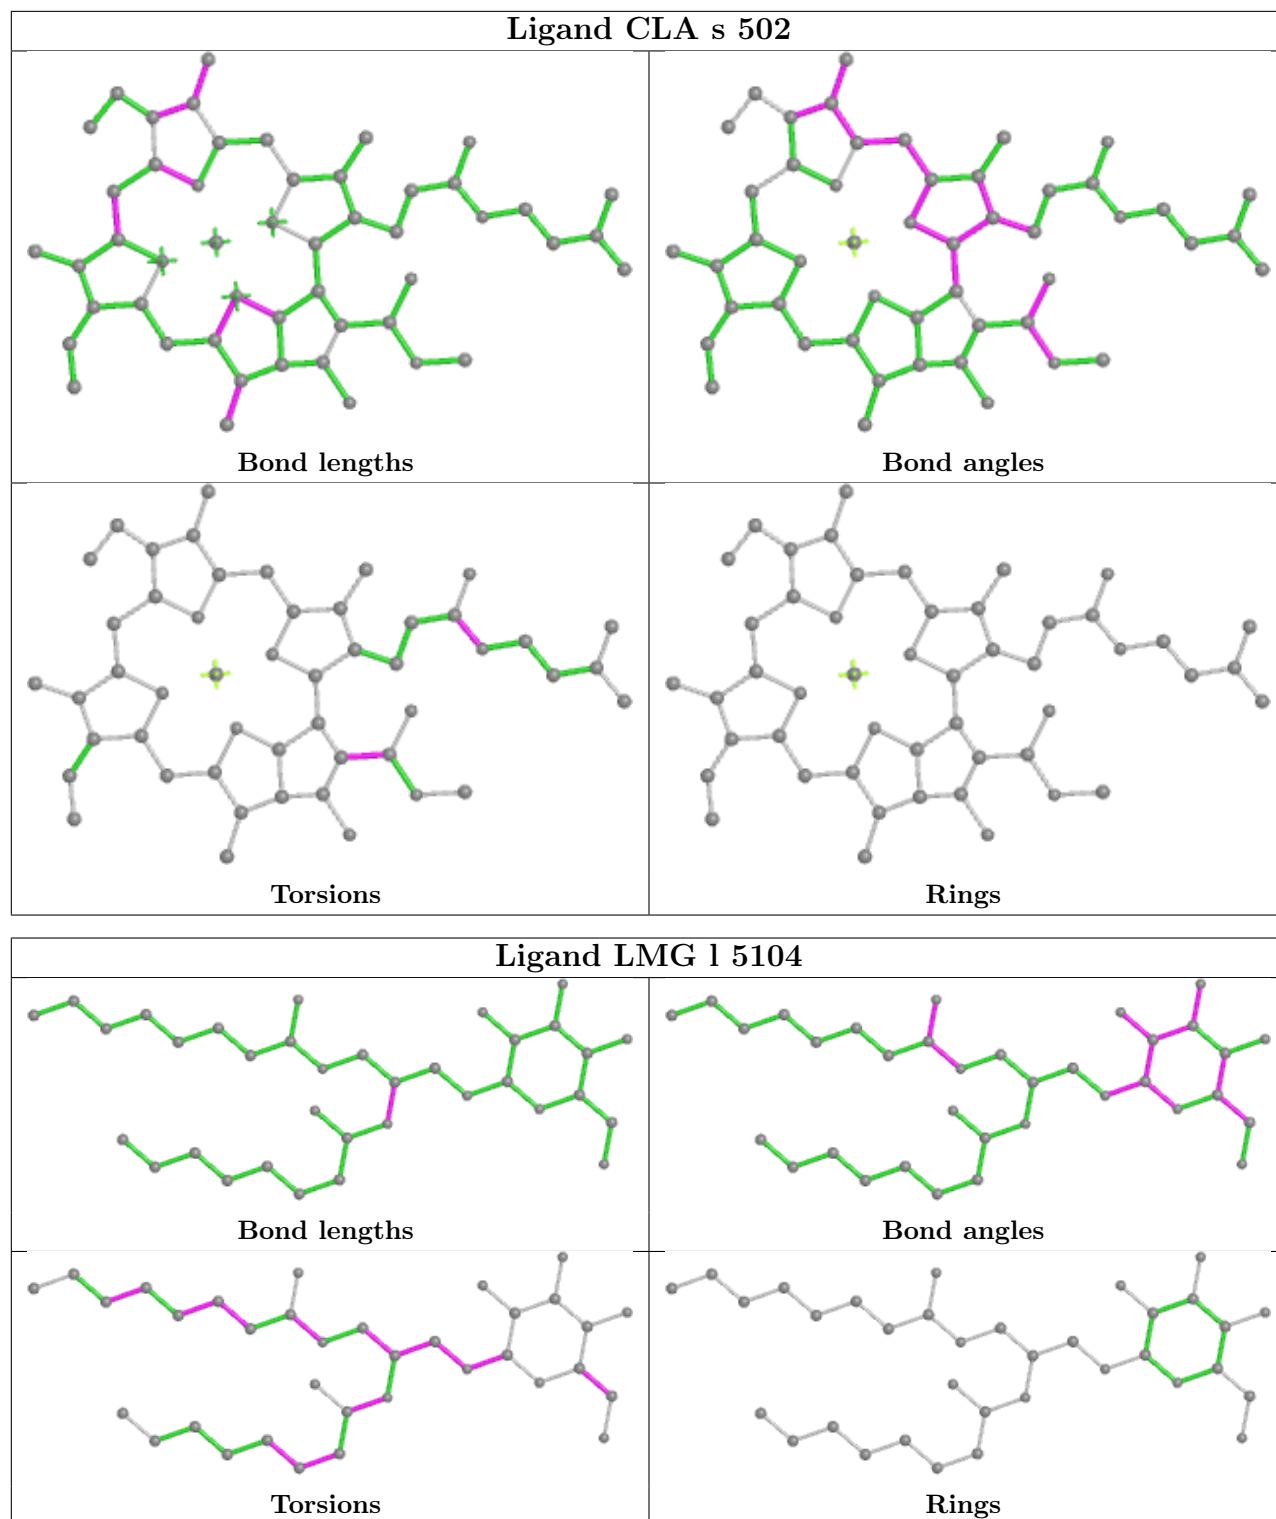 Ligand CLA s 502
Bond lengths
Bond angles
Torsions
Rings
Ligand LMG l 5104
Bond lengths
Bond angles
Torsions
Rings